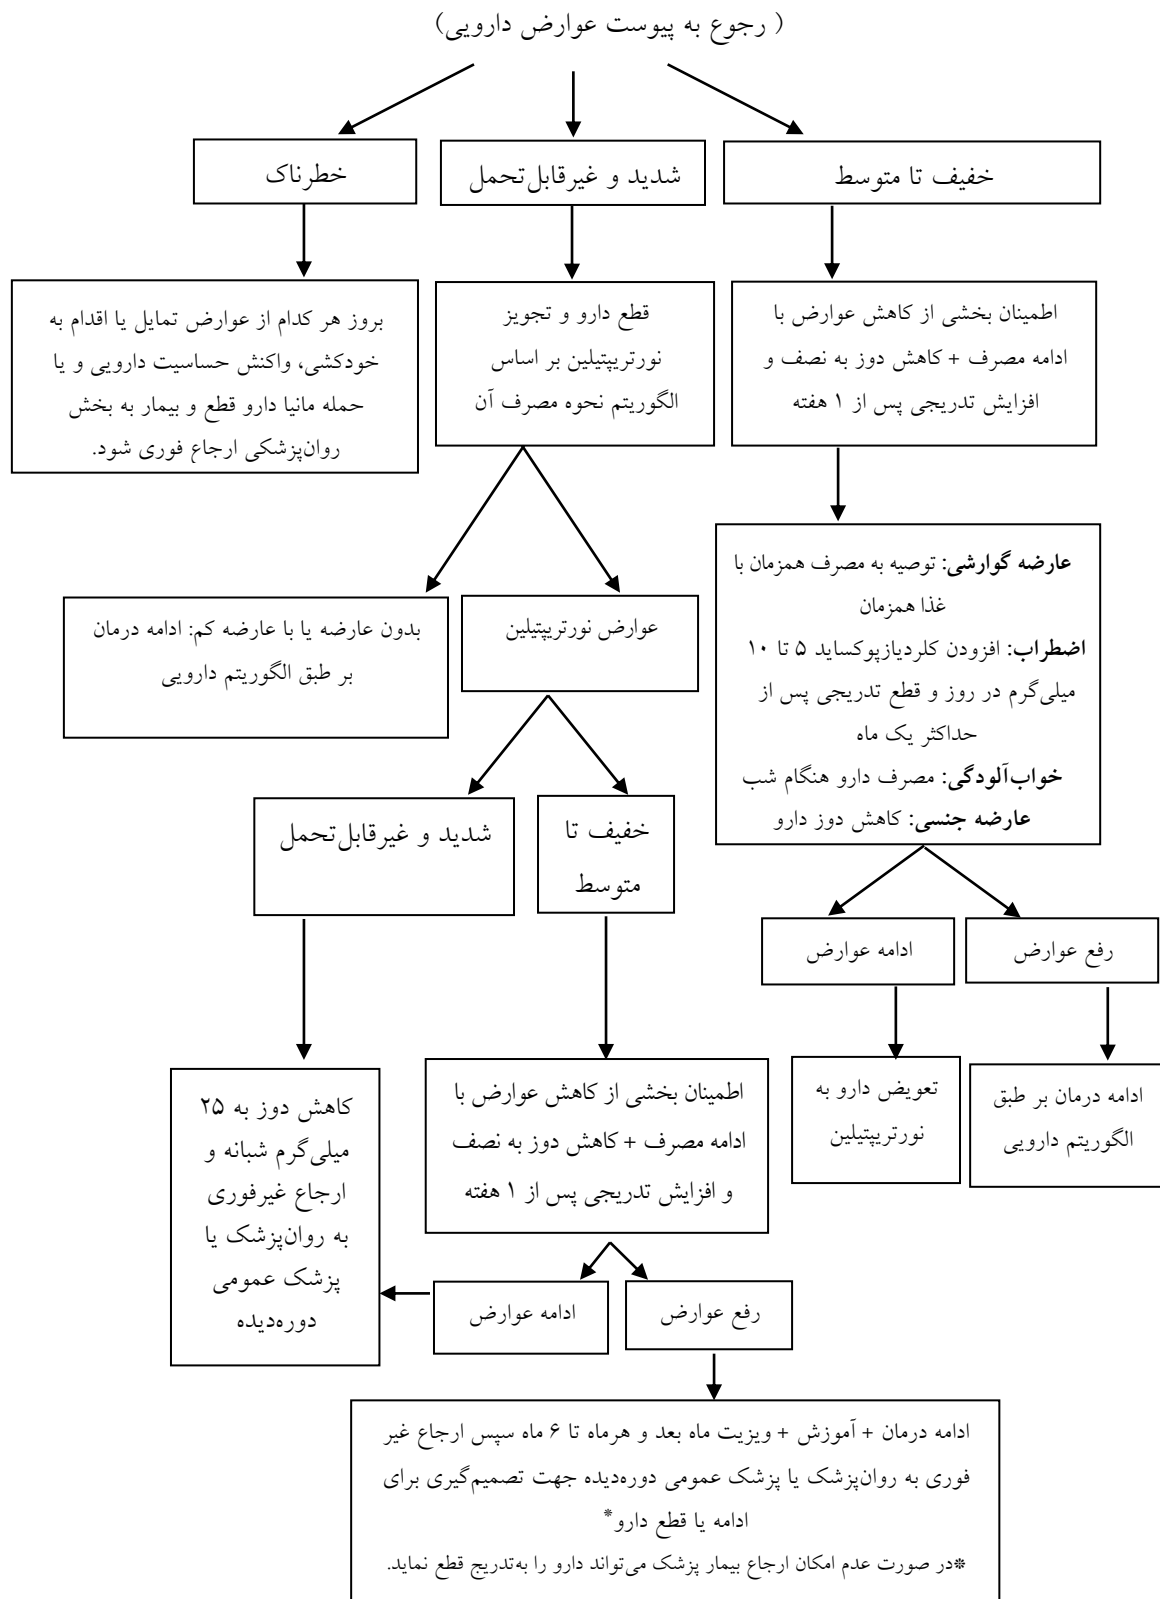 ( رجوع به پیوست عوارض دارویی)
خفیف تا متوسط
شدید و غیرقابل‌تحمل
خطرناک
اطمینان بخشی از کاهش عوارض با
ادامه مصرف + کاهش دوز به نصف و
افزایش تدریجی پس از ۱ هفته
قطع دارو و تجویز
نورتریپتیلین بر اساس
الگوریتم نحوه مصرف آن
بروز هر کدام از عوارض تمایل یا اقدام به
خودکشی، واکنش حساسیت دارویی و یا
حمله مانیا دارو قطع و بیمار به بخش
روان‌پزشکی ارجاع فوری شود.
عارضه گوارشی: توصیه به مصرف همزمان با
غذا همزمان
اضطراب: افزودن کلردیازپوکساید ۵ تا ۱۰
میلی‌گرم در روز و قطع تدریجی پس از
حداکثر یک ماه
خواب‌آلودگی: مصرف دارو هنگام شب
عارضه جنسی: کاهش دوز دارو
عوارض نورتریپتیلین
بدون عارضه یا با عارضه کم: ادامه درمان
بر طبق الگوریتم دارویی
خفیف تا
متوسط
شدید و غیرقابل‌تحمل
رفع عوارض
ادامه عوارض
ادامه درمان بر طبق
الگوریتم دارویی
تعویض دارو به
نورتریپتیلین
اطمینان بخشی از کاهش عوارض با
ادامه مصرف + کاهش دوز به نصف
و افزایش تدریجی پس از ۱ هفته
کاهش دوز به ۲۵
میلی‌گرم شبانه و
ارجاع غیرفوری
به روان‌پزشک یا
پزشک عمومی
دوره‌دیده
رفع عوارض
ادامه عوارض
ادامه درمان + آموزش + ویزیت ماه بعد و هرماه تا ۶ ماه سپس ارجاع غیر
فوری به روان‌پزشک یا پزشک عمومی دوره‌دیده جهت تصمیم‌گیری برای
ادامه یا قطع دارو*
*در صورت عدم امکان ارجاع بیمار پزشک می‌تواند دارو را به‌تدریج قطع نماید.